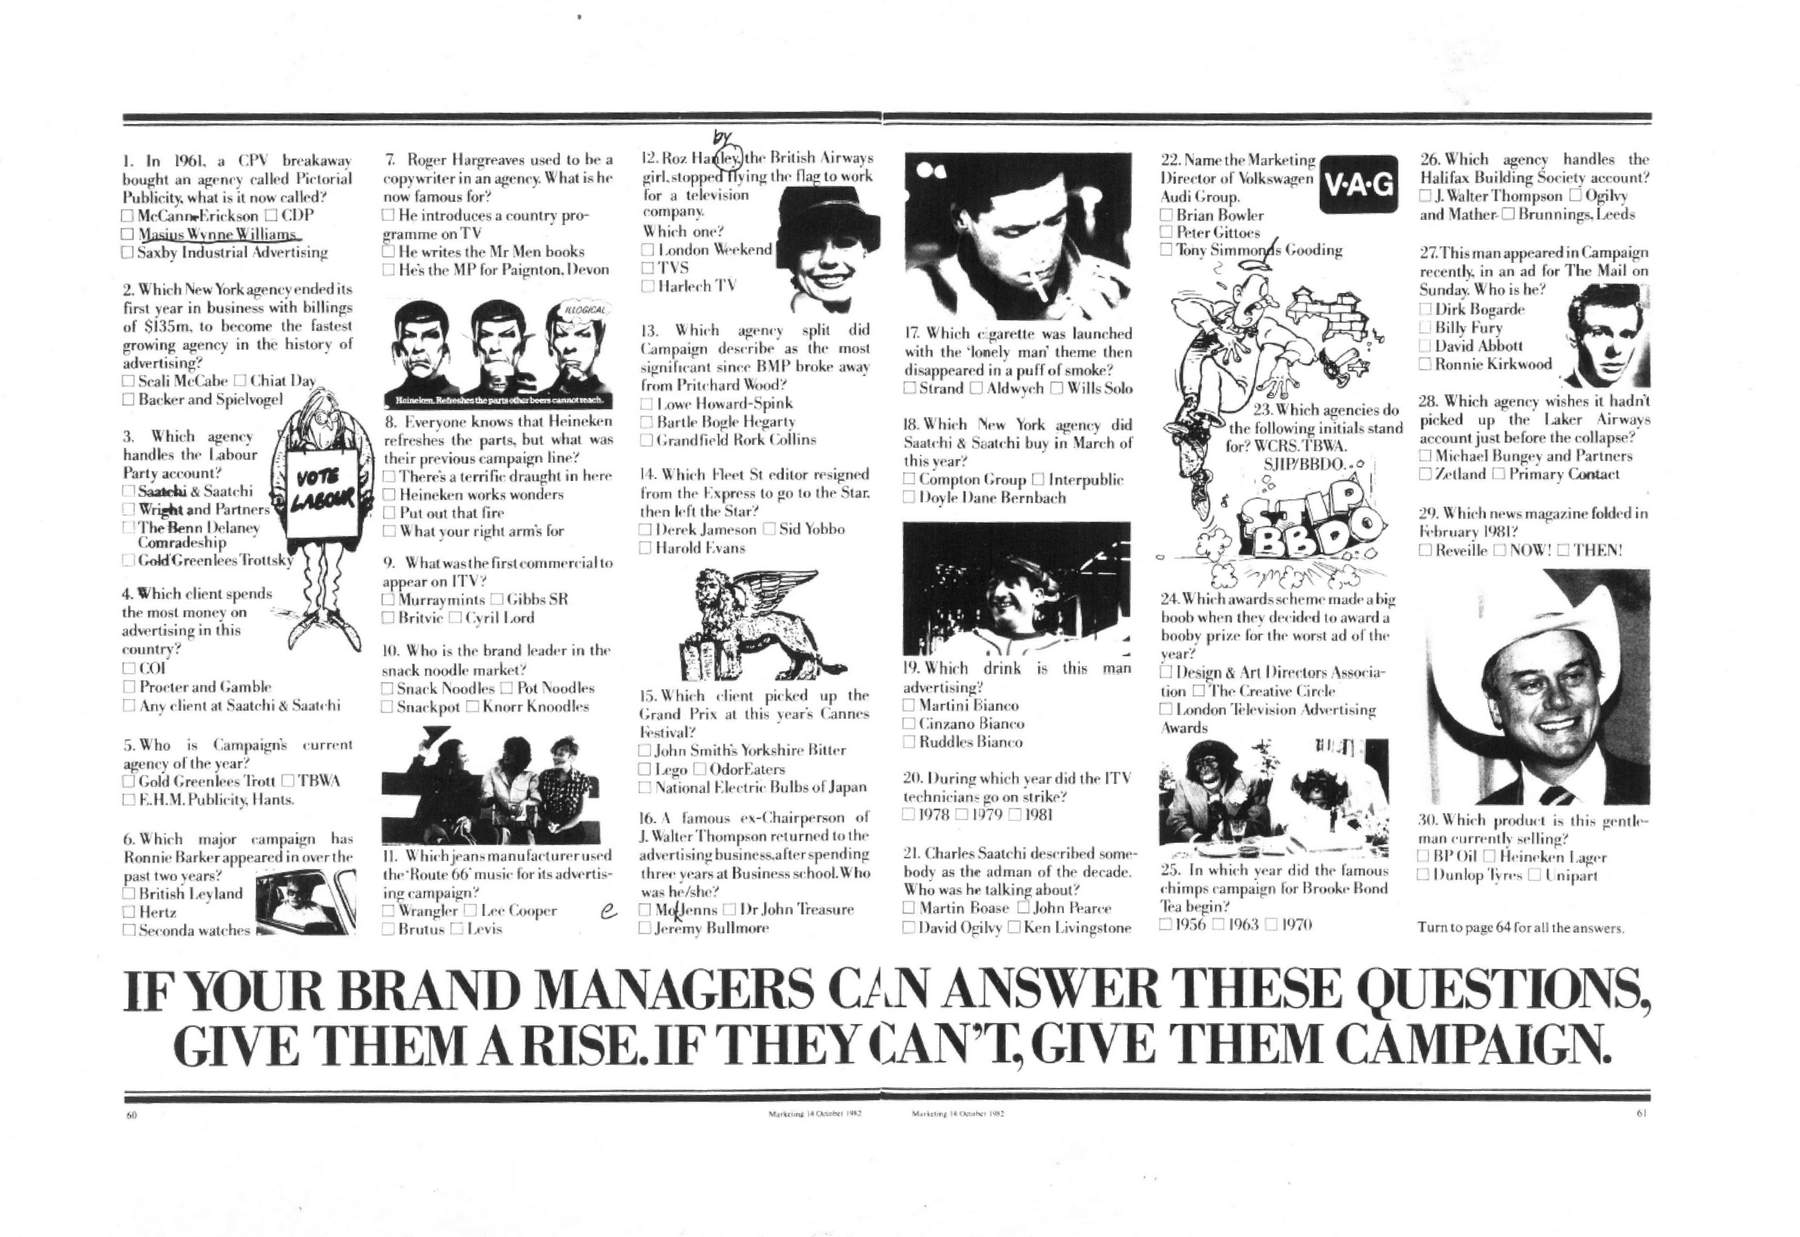 1. In 1961, a CPV breakaway
bought an agency called Pictorial
Publicity, what is it now called?
☐ McCann-Erickson ☐ CDP
☐ Masius Wynne Williams
☐ Saxby Industrial Advertising
2. Which New York agency ended its
first year in business with billings
of $135m, to become the fastest
growing agency in the history of
advertising?
☐ Scali McCabe ☐ Chiat Day
☐ Backer and Spielvogel
3. Which agency
handles the Labour
Party account?
☐ Saatchi & Saatchi
☐ Wright and Partners
☐ The Benn Delaney
Comradeship
☐ Gold Greenlees Trottsky
VOTE
LABOUR
4. Which client spends
the most money on
advertising in this
country?
☐ COI
☐ Procter and Gamble
☐ Any client at Saatchi & Saatchi
5. Who is Campaign's current
agency of the year?
☐ Gold Greenlees Trott ☐ TBWA
☐ E.H.M. Publicity, Hants.
6. Which major campaign has
Ronnie Barker appeared in over the
past two years?
☐ British Leyland
☐ Hertz
☐ Seconda watches
7. Roger Hargreaves used to be a
copywriter in an agency. What is he
now famous for?
☐ He introduces a country pro-
gramme on TV
☐ He writes the Mr Men books
☐ He's the MP for Paignton, Devon
ILLOGICAL
Heineken. Refreshes the parts other beers cannot reach.
8. Everyone knows that Heineken
refreshes the parts, but what was
their previous campaign line?
☐ There's a terrific draught in here
☐ Heineken works wonders
☐ Put out that fire
☐ What your right arm's for
9. What was the first commercial to
appear on ITV?
☐ Murraymints ☐ Gibbs SR
☐ Britvic ☐ Cyril Lord
10. Who is the brand leader in the
snack noodle market?
☐ Snack Noodles ☐ Pot Noodles
☐ Snackpot ☐ Knorr Knoodles
11. Which jeans manufacturer used
the 'Route 66' music for its advertis-
ing campaign?
☐ Wrangler ☐ Lee Cooper
☐ Brutus ☐ Levis
e
by
12. Roz Hanley, the British Airways
girl, stopped flying the flag to work
for a television
company.
Which one?
☐ London Weekend
☐ TVS
☐ Harlech TV
13. Which agency split did
Campaign describe as the most
significant since BMP broke away
from Pritchard Wood?
☐ Lowe Howard-Spink
☐ Bartle Bogle Hegarty
☐ Grandfield Rork Collins
14. Which Fleet St editor resigned
from the Express to go to the Star,
then left the Star?
☐ Derek Jameson ☐ Sid Yobbo
☐ Harold Evans
15. Which client picked up the
Grand Prix at this year's Cannes
Festival?
☐ John Smith's Yorkshire Bitter
☐ Lego ☐ OdorEaters
☐ National Electric Bulbs of Japan
16. A famous ex-Chairperson of
J. Walter Thompson returned to the
advertising business, after spending
three years at Business school. Who
was he/she?
☐ Mo Jenns ☐ Dr John Treasure
☐ Jeremy Bullmore
17. Which cigarette was launched
with the 'lonely man' theme then
disappeared in a puff of smoke?
☐ Strand ☐ Aldwych ☐ Wills Solo
18. Which New York agency did
Saatchi & Saatchi buy in March of
this year?
☐ Compton Group ☐ Interpublic
☐ Doyle Dane Bernbach
19. Which drink is this man
advertising?
☐ Martini Bianco
☐ Cinzano Bianco
☐ Ruddles Bianco
20. During which year did the ITV
technicians go on strike?
☐ 1978 ☐ 1979 ☐ 1981
21. Charles Saatchi described some-
body as the adman of the decade.
Who was he talking about?
☐ Martin Boase ☐ John Pearce
☐ David Ogilvy ☐ Ken Livingstone
22. Name the Marketing
Director of Volkswagen
Audi Group.
☐ Brian Bowler
☐ Peter Gittoes
☐ Tony Simmonds Gooding
V·A·G
23. Which agencies do
the following initials stand
for? WCRS. TBWA.
SJIP/BBDO.
SJIP
BBDO
24. Which awards scheme made a big
boob when they decided to award a
booby prize for the worst ad of the
year?
☐ Design & Art Directors Associa-
tion ☐ The Creative Circle
☐ London Television Advertising
Awards
25. In which year did the famous
chimps campaign for Brooke Bond
Tea begin?
☐ 1956 ☐ 1963 ☐ 1970
26. Which agency handles the
Halifax Building Society account?
☐ J. Walter Thompson ☐ Ogilvy
and Mather ☐ Brunnings, Leeds
27. This man appeared in Campaign
recently, in an ad for The Mail on
Sunday. Who is he?
☐ Dirk Bogarde
☐ Billy Fury
☐ David Abbott
☐ Ronnie Kirkwood
28. Which agency wishes it hadn't
picked up the Laker Airways
account just before the collapse?
☐ Michael Bungey and Partners
☐ Zetland ☐ Primary Contact
29. Which news magazine folded in
February 1981?
☐ Reveille ☐ NOW! ☐ THEN!
30. Which product is this gentle-
man currently selling?
☐ BP Oil ☐ Heineken Lager
☐ Dunlop Tyres ☐ Unipart
Turn to page 64 for all the answers.
IF YOUR BRAND MANAGERS CAN ANSWER THESE QUESTIONS,
GIVE THEM A RISE. IF THEY CAN'T, GIVE THEM CAMPAIGN.
60
Marketing 14 October 1982
Marketing 14 October 1982
61